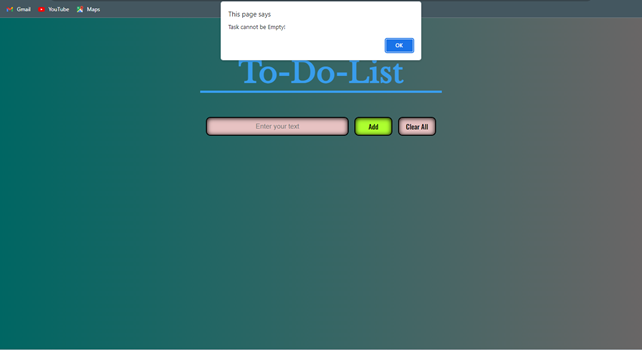 Gmail YouTube Maps
This page says
Task cannot be Empty!
OK
To-Do-List
Enter your text Add Clear All